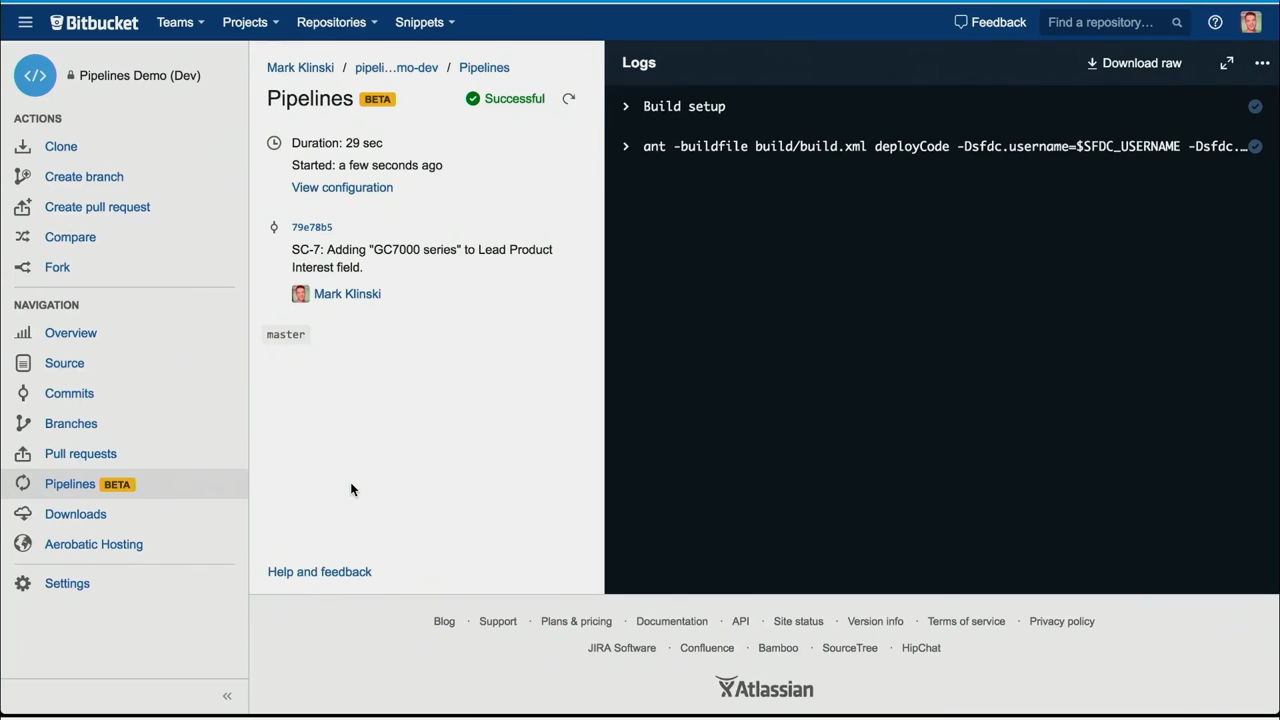 Bitbucket Teams Projects Repositories Snippets Feedback Find a repository...
Pipelines Demo (Dev)
ACTIONS
Clone
Create branch
Create pull request
Compare
Fork
NAVIGATION
Overview
Source
Commits
Branches
Pull requests
Pipelines BETA
Downloads
Aerobatic Hosting
Settings
Mark Klinski / pipeli...mo-dev / Pipelines
Pipelines BETA Successful
Duration: 29 sec
Started: a few seconds ago
View configuration
79e78b5
SC-7: Adding "GC7000 series" to Lead Product
Interest field.
Mark Klinski
master
Help and feedback
Logs Download raw
Build setup
ant -buildfile build/build.xml deployCode -Dsfdc.username=$SFDC_USERNAME -Dsfdc.…
Blog · Support · Plans & pricing · Documentation · API · Site status · Version info · Terms of service · Privacy policy
JIRA Software · Confluence · Bamboo · SourceTree · HipChat
Atlassian